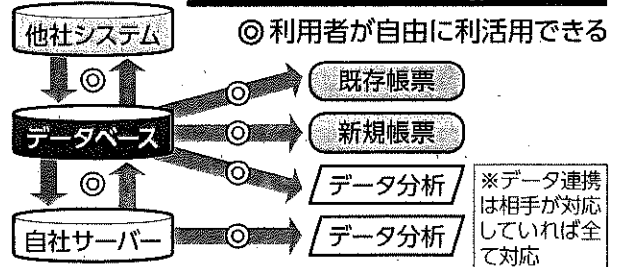 他社システム
◎利用者が自由に利活用できる
◎
◎
既存帳票
データベース
◎
新規帳票
◎
◎
データ分析
自社サーバー
◎
データ分析
※データ連携
は相手が対応
していれば全
て対応